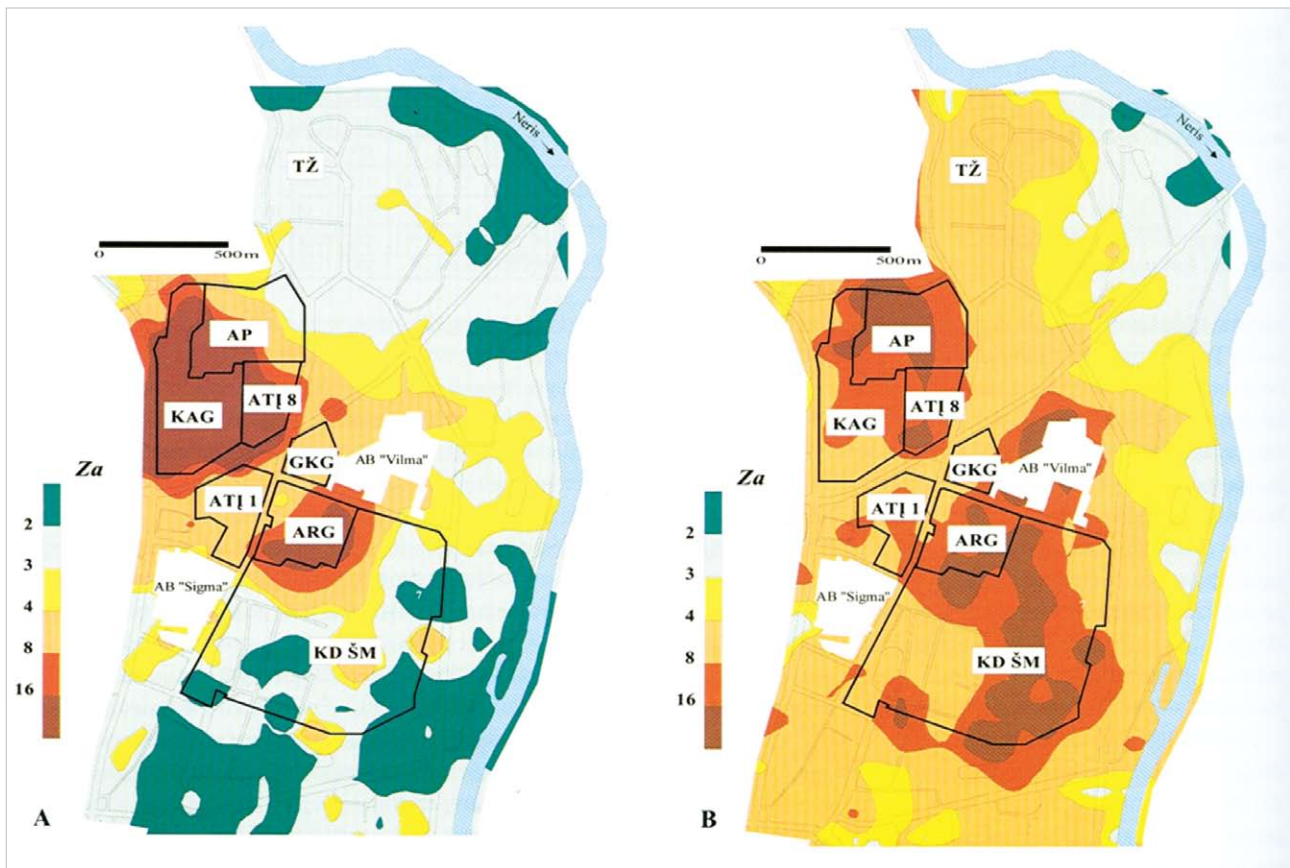 Neris
TŽ
0 500m
AP
KAG
ATĮ 8
GKG
AB "Vilma"
ATĮ 1
ARG
AB "Sigma"
KD ŠM
7
Za
2
3
4
8
16
A
Neris
TŽ
0 500m
AP
KAG
ATĮ 8
GKG
AB "Vilma"
ATĮ 1
ARG
AB "Sigma"
KD ŠM
Za
2
3
4
8
16
B